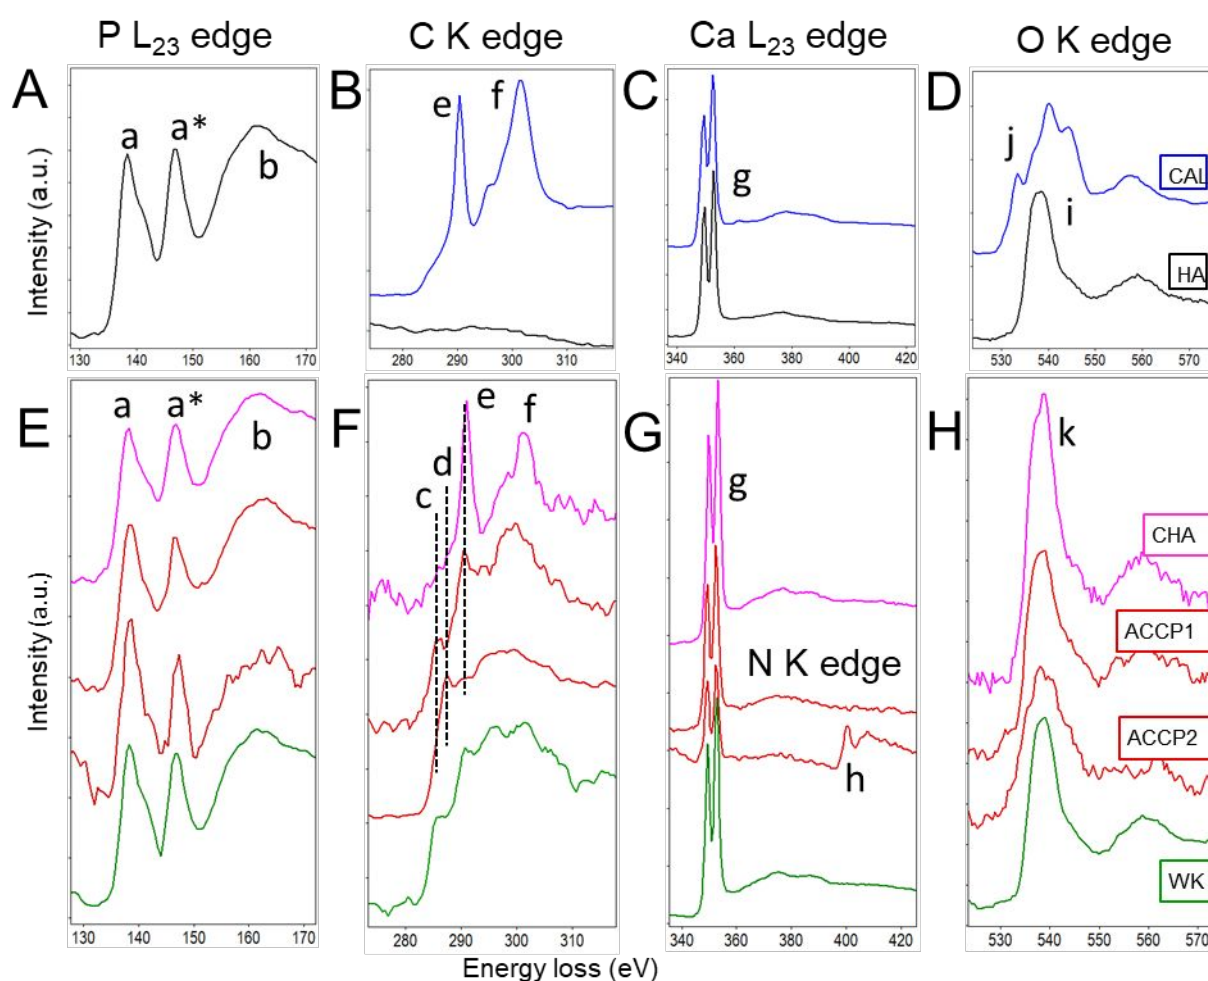 P L23 edge
C K edge
Ca L23 edge
O K edge
A
B
C
D
Intensity (a.u.)
a
a*
b
e
f
g
j
i
CAL
HA
130 140 150 160 170
280 290 300 310
340 360 380 400 420
530 540 550 560 570
E
F
G
H
Intensity (a.u.)
a
a*
b
c
d
e
f
g
N K edge
h
k
CHA
ACCP1
ACCP2
WK
130 140 150 160 170
280 290 300 310
340 360 380 400 420
530 540 550 560 570
Energy loss (eV)